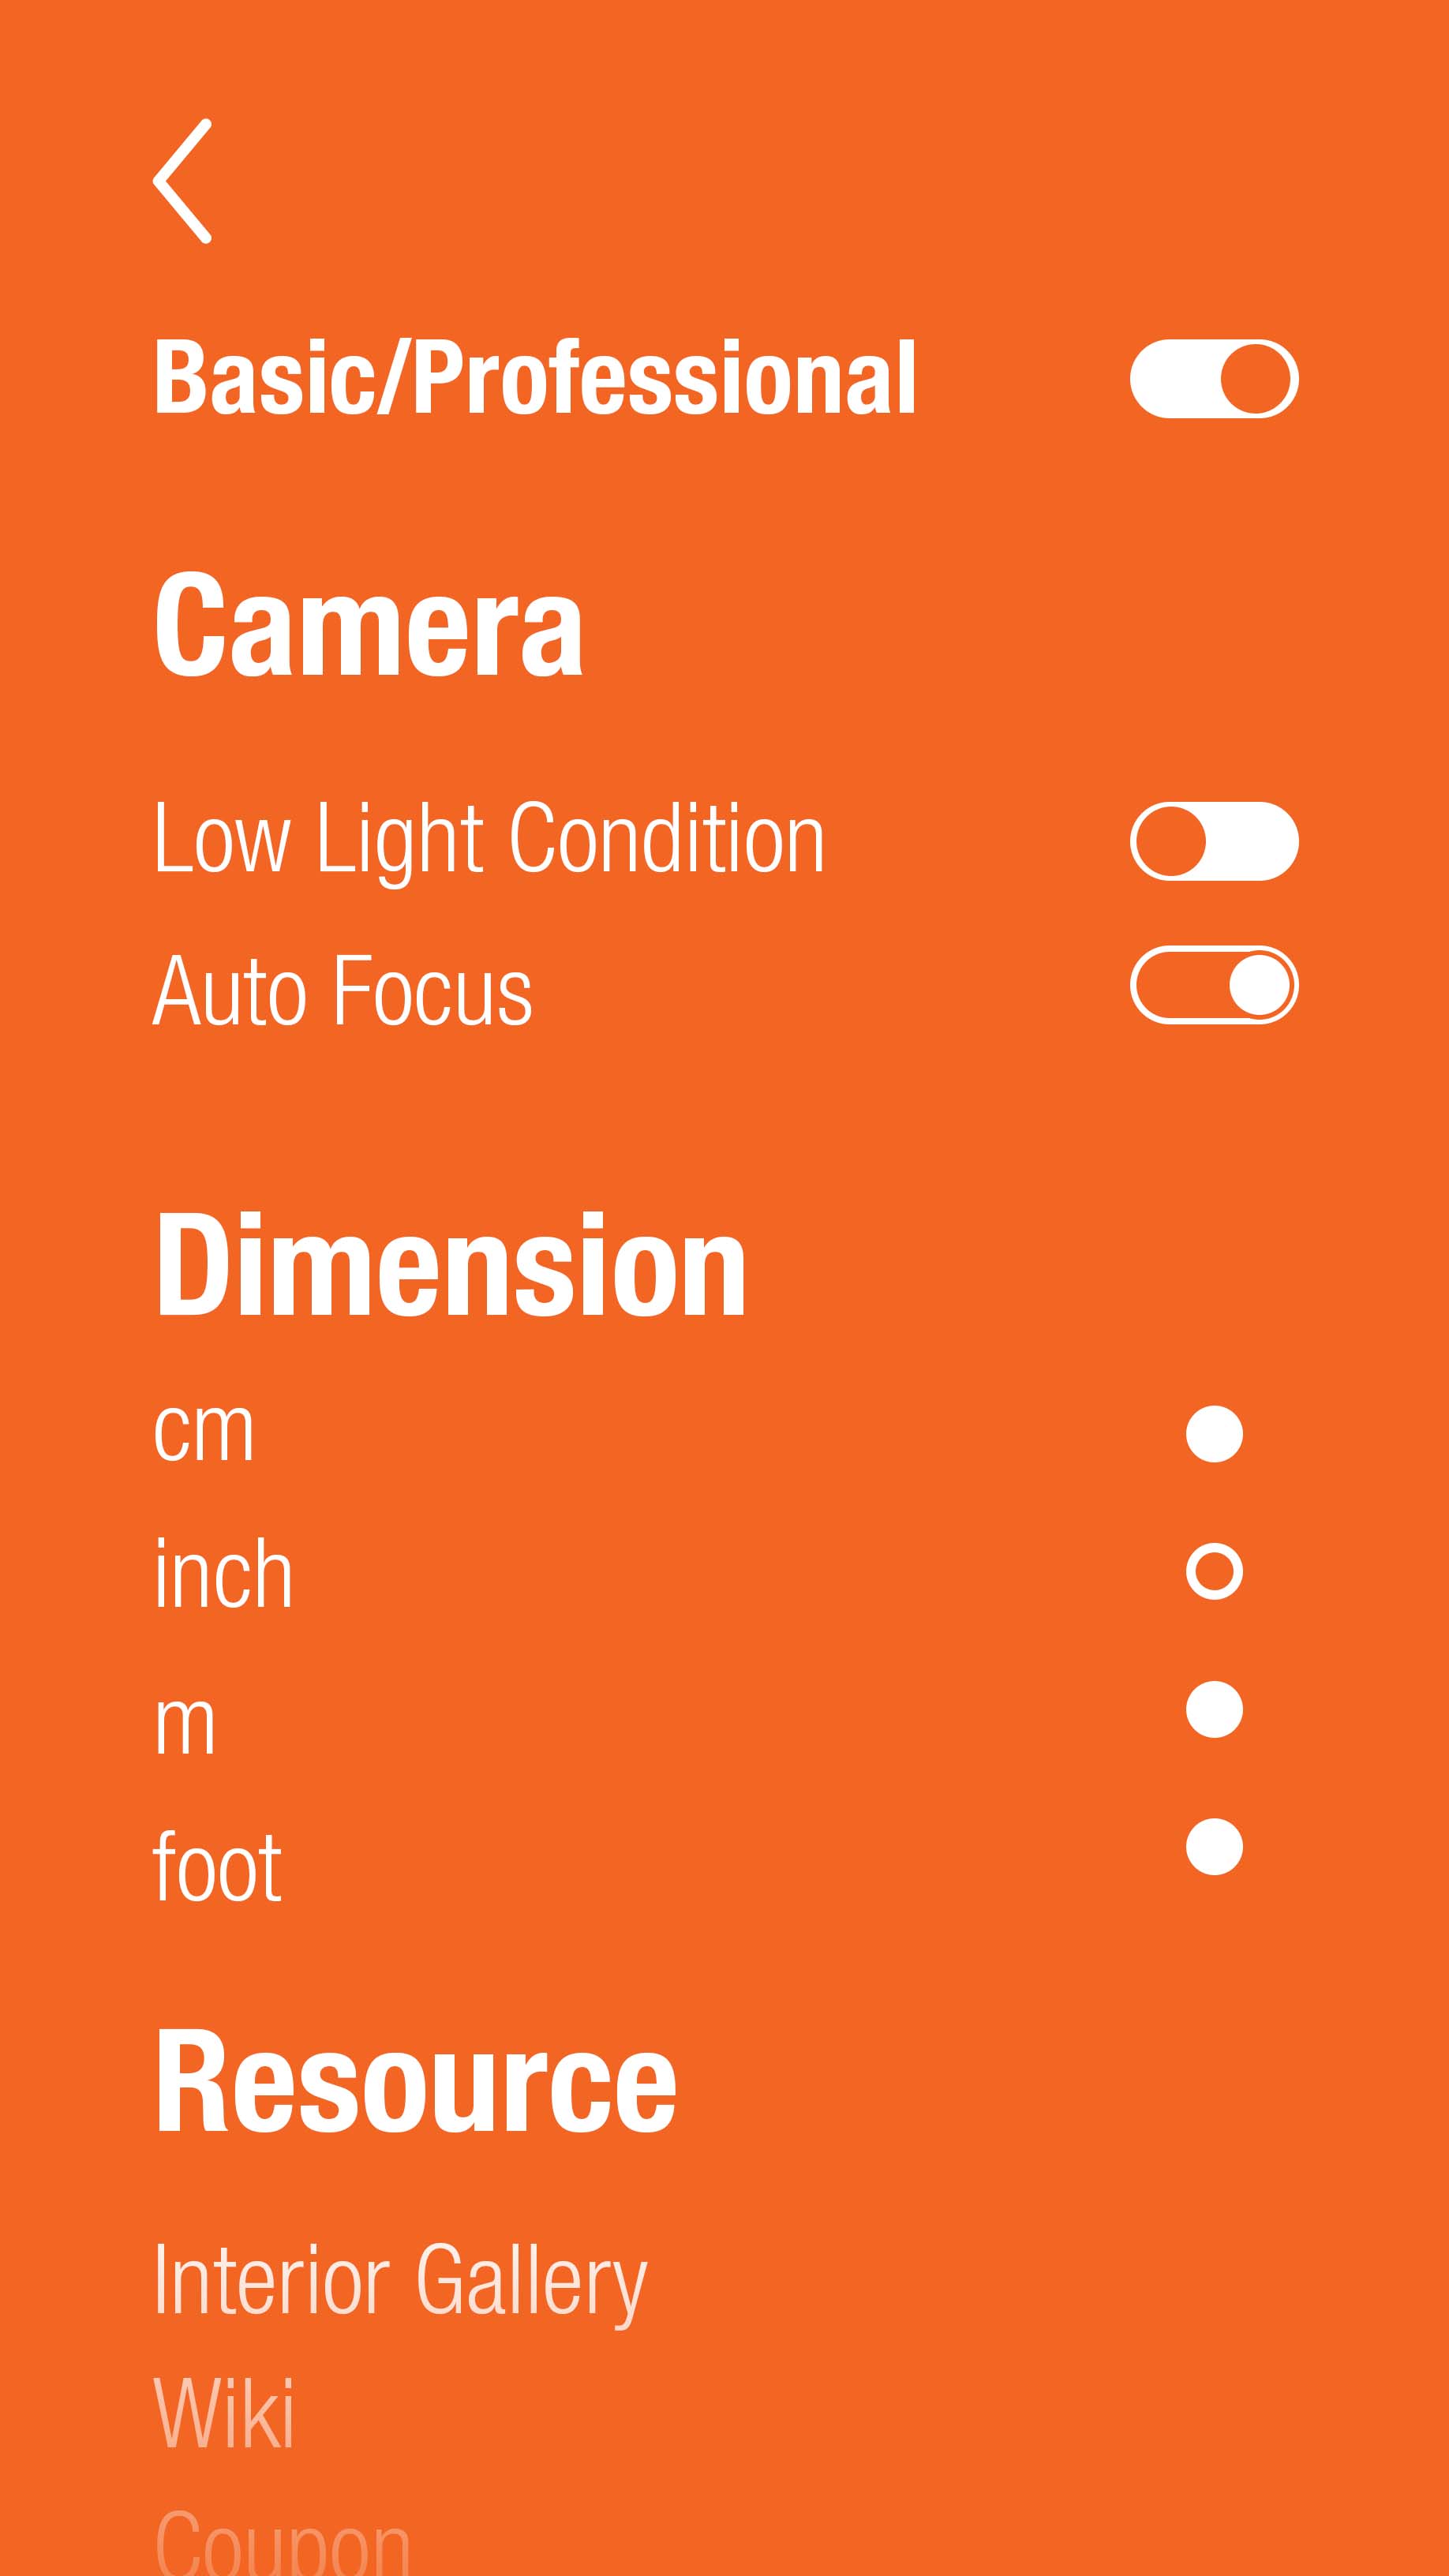 Basic/Professional
Camera
Low Light Condition
Auto Focus
Dimension
cm
inch
m
foot
Resource
Interior Gallery
Wiki
Coupon